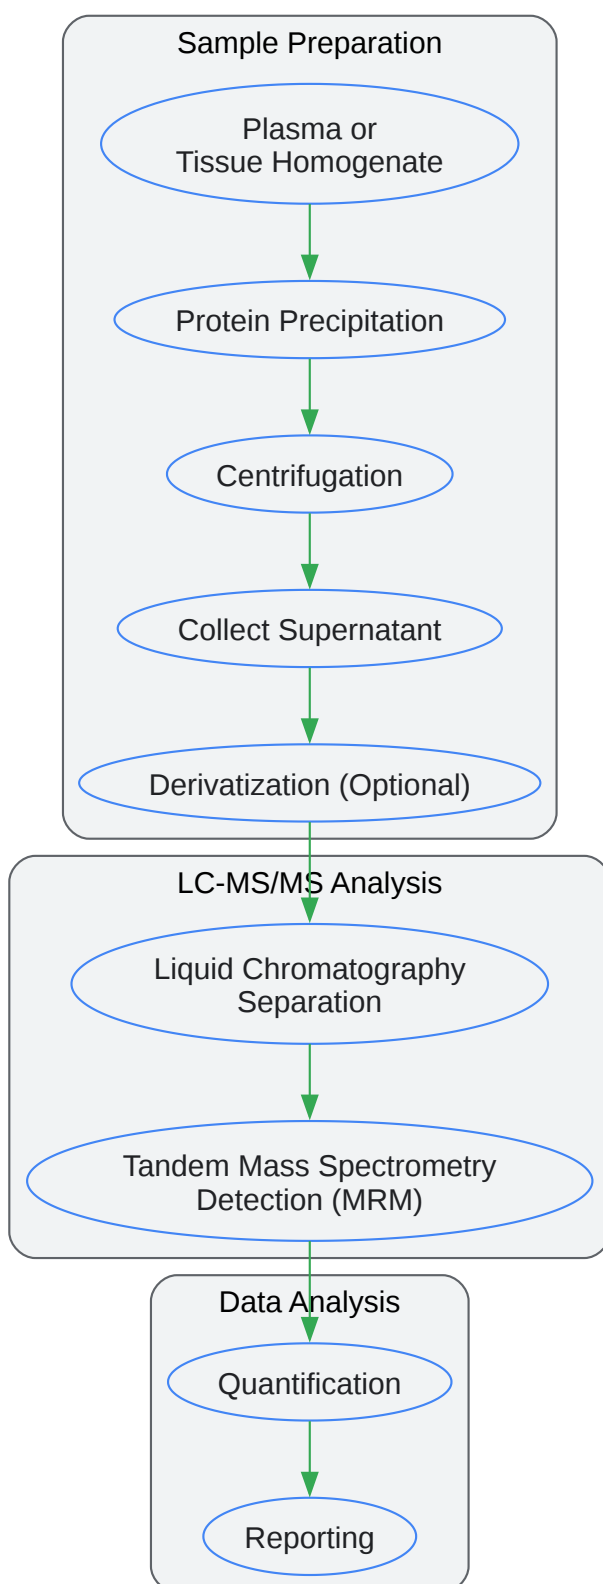 Sample Preparation
Plasma or
Tissue Homogenate
Protein Precipitation
Centrifugation
Collect Supernatant
Derivatization (Optional)
LC-MS/MS Analysis
Liquid Chromatography
Separation
Tandem Mass Spectrometry
Detection (MRM)
Data Analysis
Quantification
Reporting